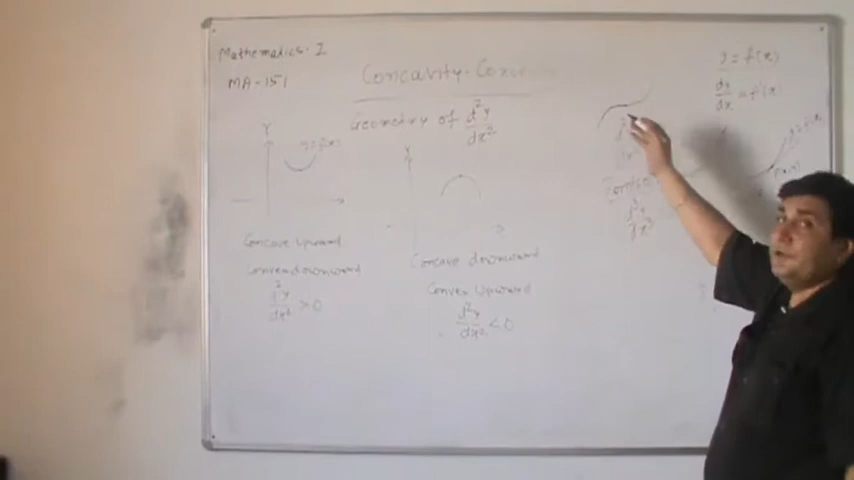 Mathematics-I
MA-151
Concavity-Conv
Geometry of d²y/dx²
Y
y=f(x)
Concave Upward
Convex downward
d²y/dx² > 0
Y
Concave downward
Convex Upward
d²y/dx² < 0
y = f(x)
dy/dx = f'(x)
y=f(x)